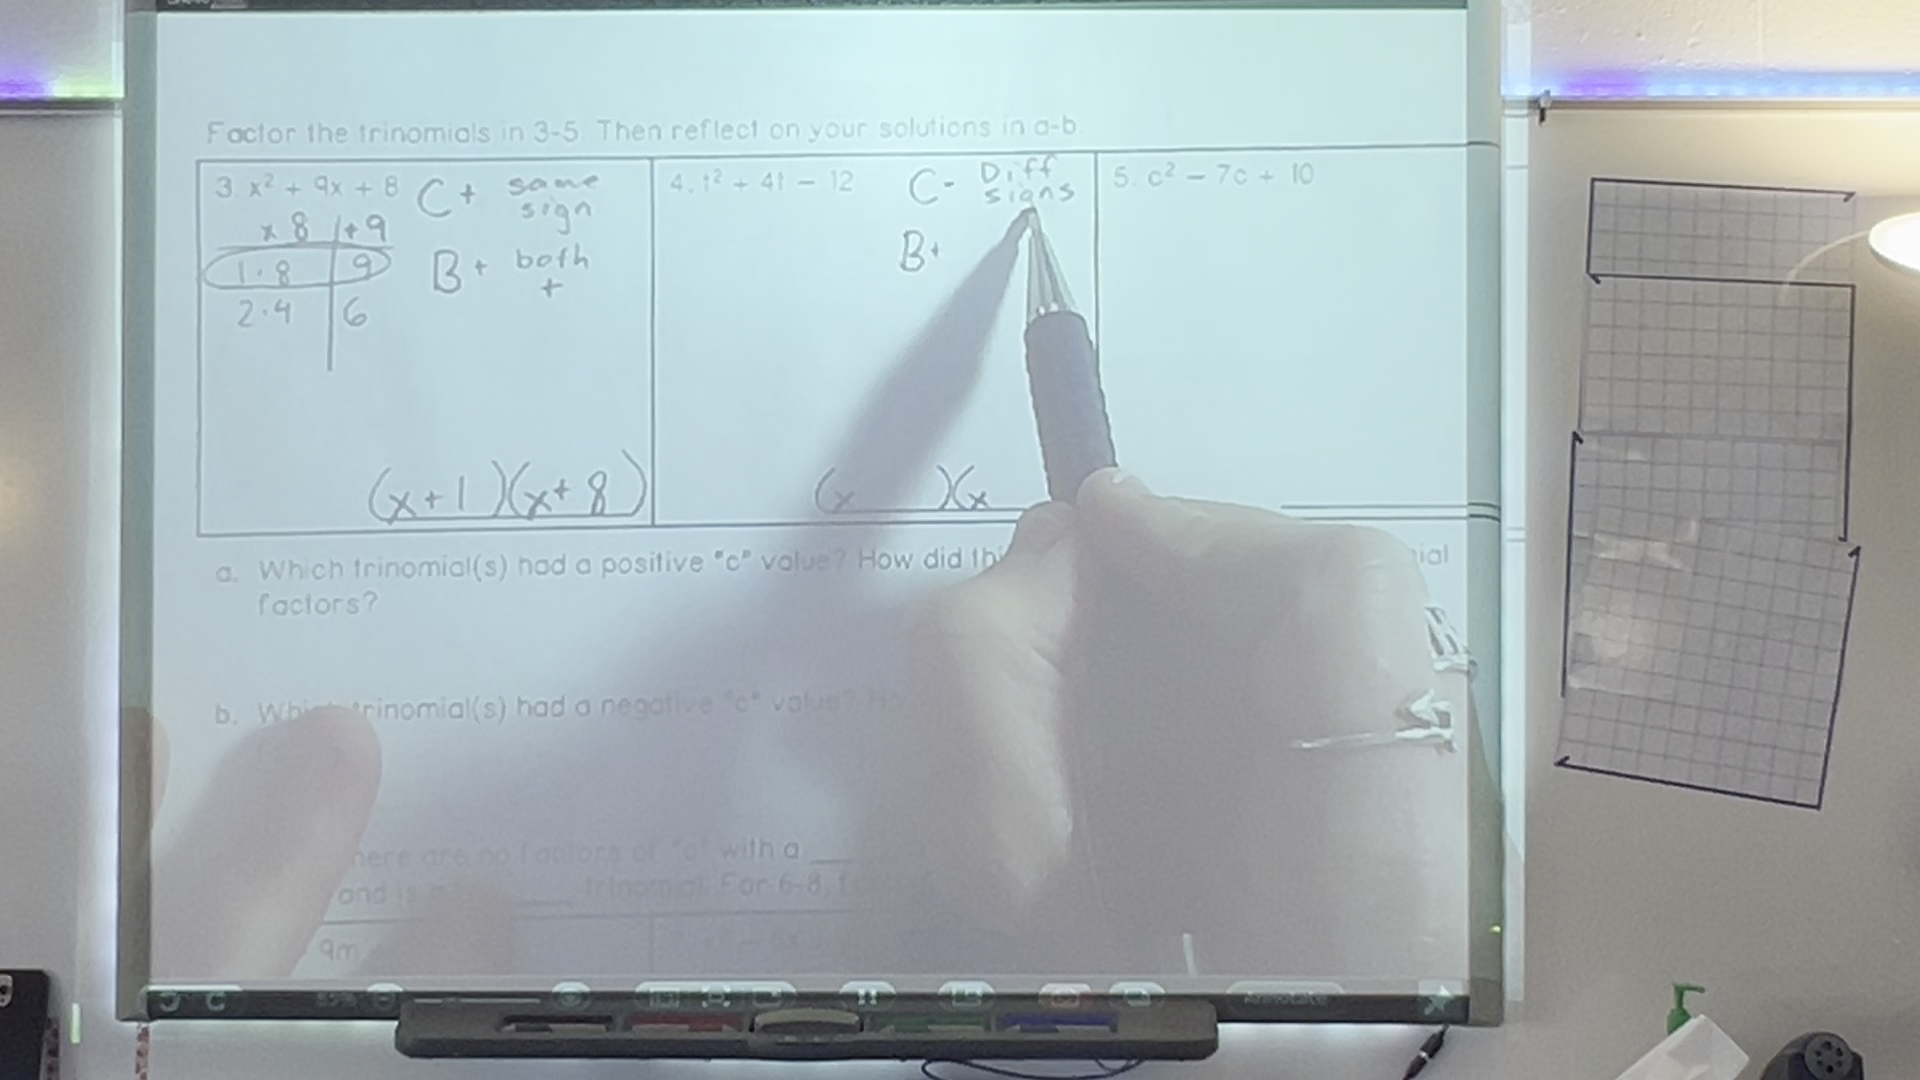 Factor the trinomials in 3-5. Then reflect on your solutions in a-b.
3. x² + 9x + 8
C + same sign
x 8 | + 9
1 · 8 | 9
B + both +
2 · 4 | 6
(x + 1)(x + 8)
4. t² + 4t − 12
C - Diff signs
B+
(x )(x
5. c² − 7c + 10
a. Which trinomial(s) had a positive "c" value? How did
factors?
b. trinomial(s) had a negative "c" value?
here are no factors of with a
and is trinomial. For 6-8,
9m
Annotate